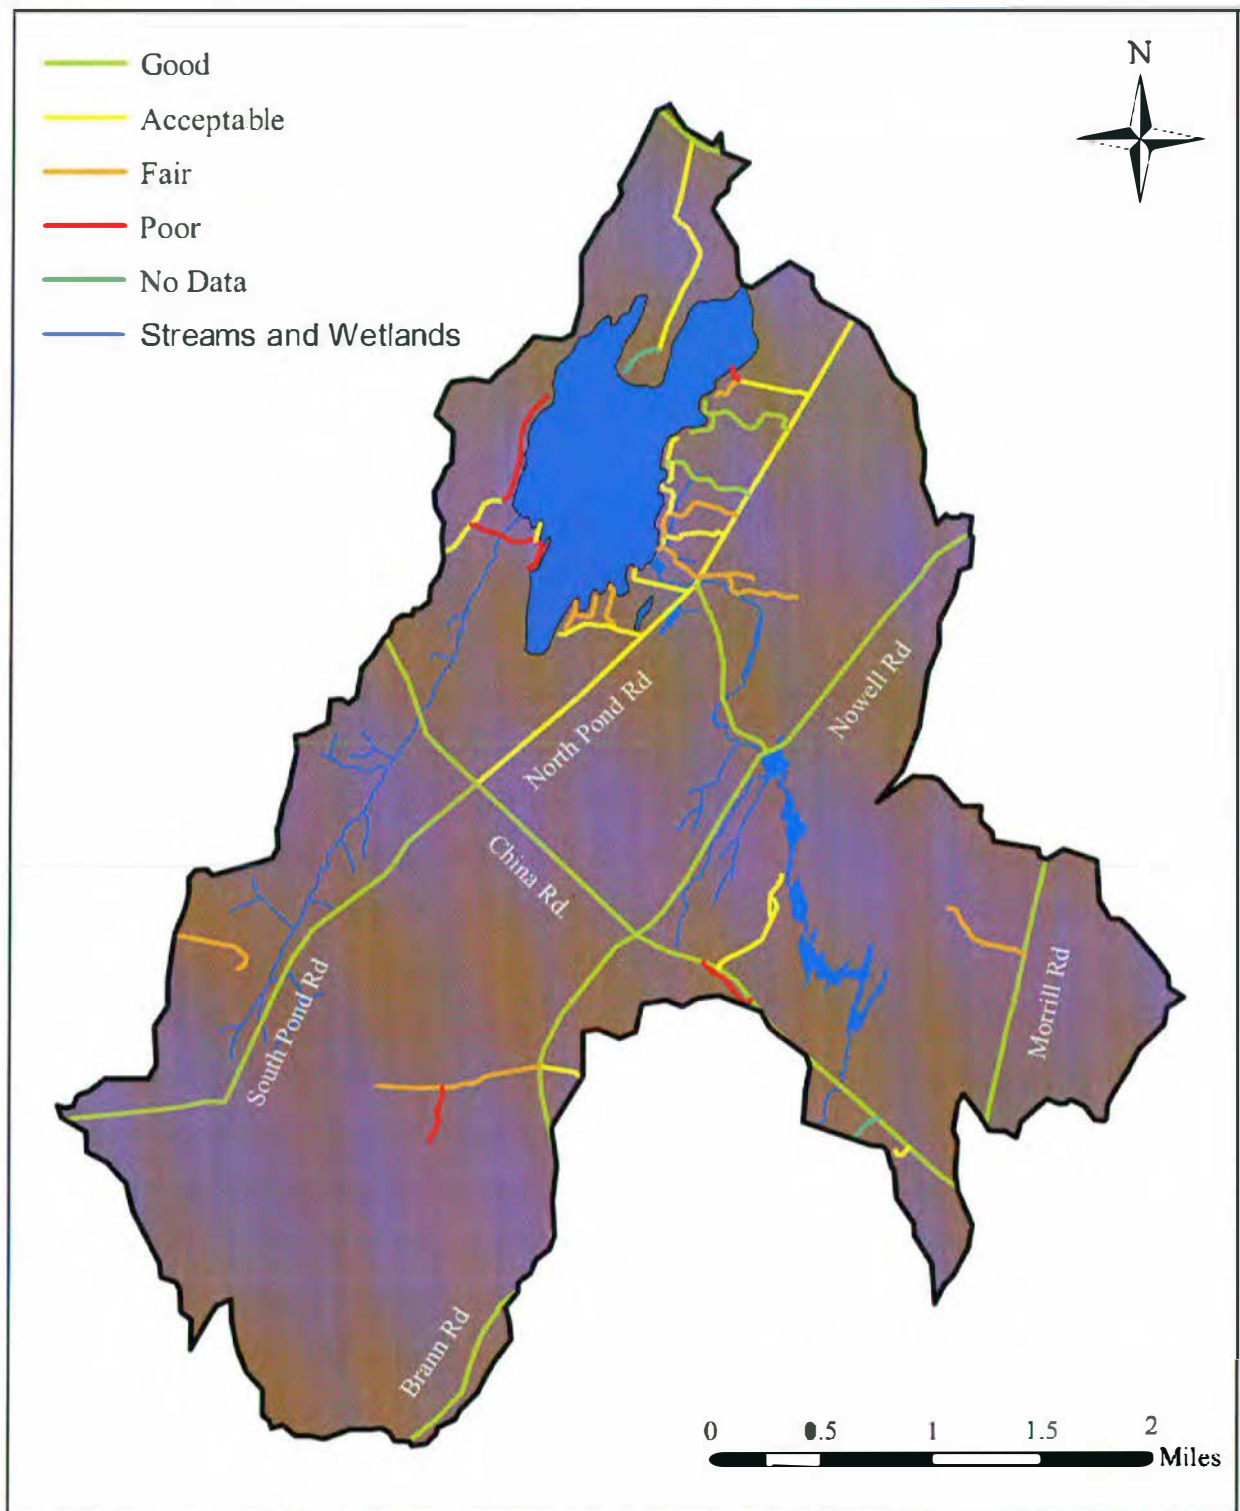 Good
Acceptable
Fair
Poor
No Data
Streams and Wetlands
N
North Pond Rd
Nowell Rd
China Rd.
South Pond Rd
Morrill Rd
Brann Rd
0 0.5 1 1.5 2
Miles